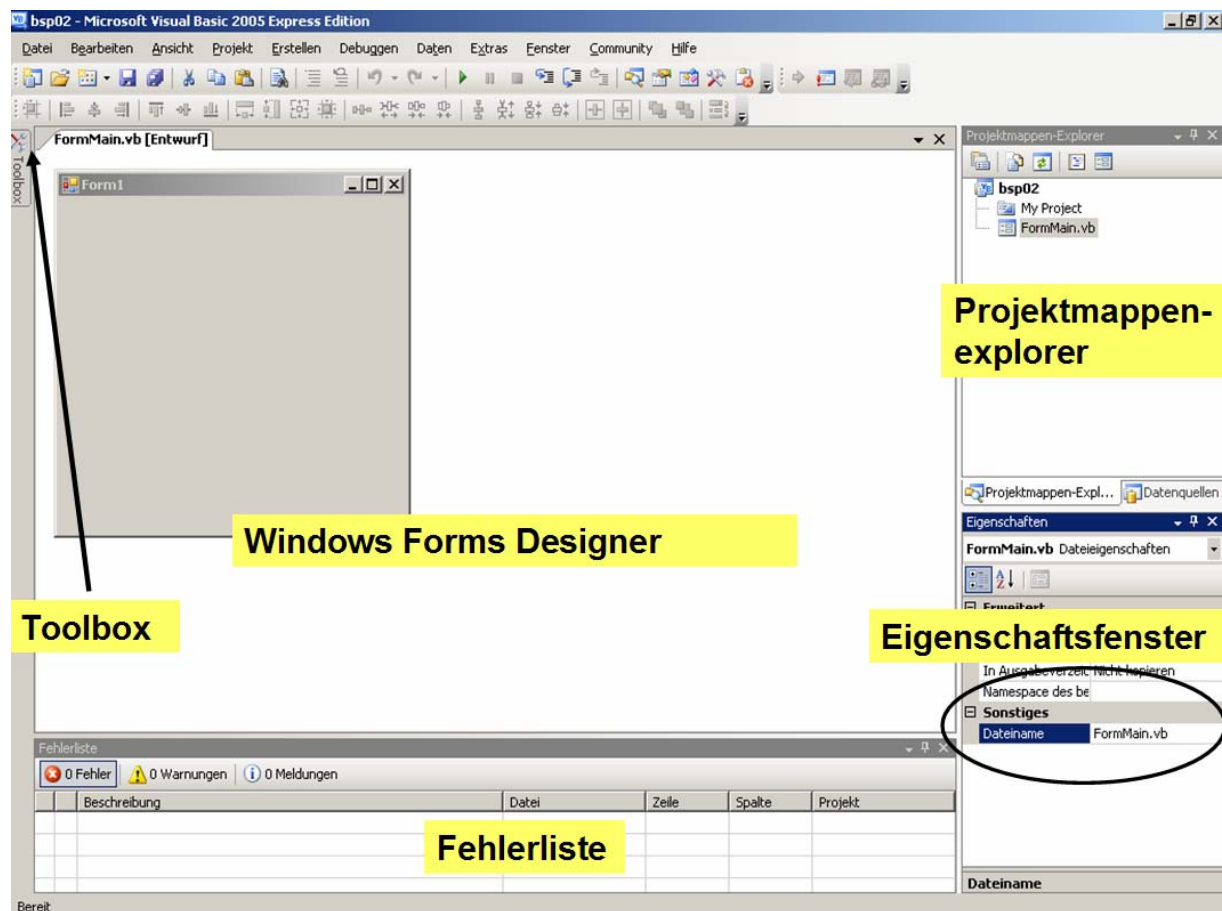 bsp02 - Microsoft Visual Basic 2005 Express Edition
Datei Bearbeiten Ansicht Projekt Erstellen Debuggen Daten Extras Fenster Community Hilfe
Toolbox
FormMain.vb [Entwurf]
Form1
Windows Forms Designer
Toolbox
Projektmappen-Explorer
bsp02
My Project
FormMain.vb
Projektmappen-
explorer
Projektmappen-Expl... Datenquellen
Eigenschaften
FormMain.vb Dateieigenschaften
Erweitert
Eigenschaftsfenster
In Ausgabeverzeic Nicht kopieren
Namespace des be
Sonstiges
Dateiname FormMain.vb
Dateiname
Fehlerliste
0 Fehler 0 Warnungen 0 Meldungen
Beschreibung Datei Zeile Spalte Projekt
Fehlerliste
Bereit